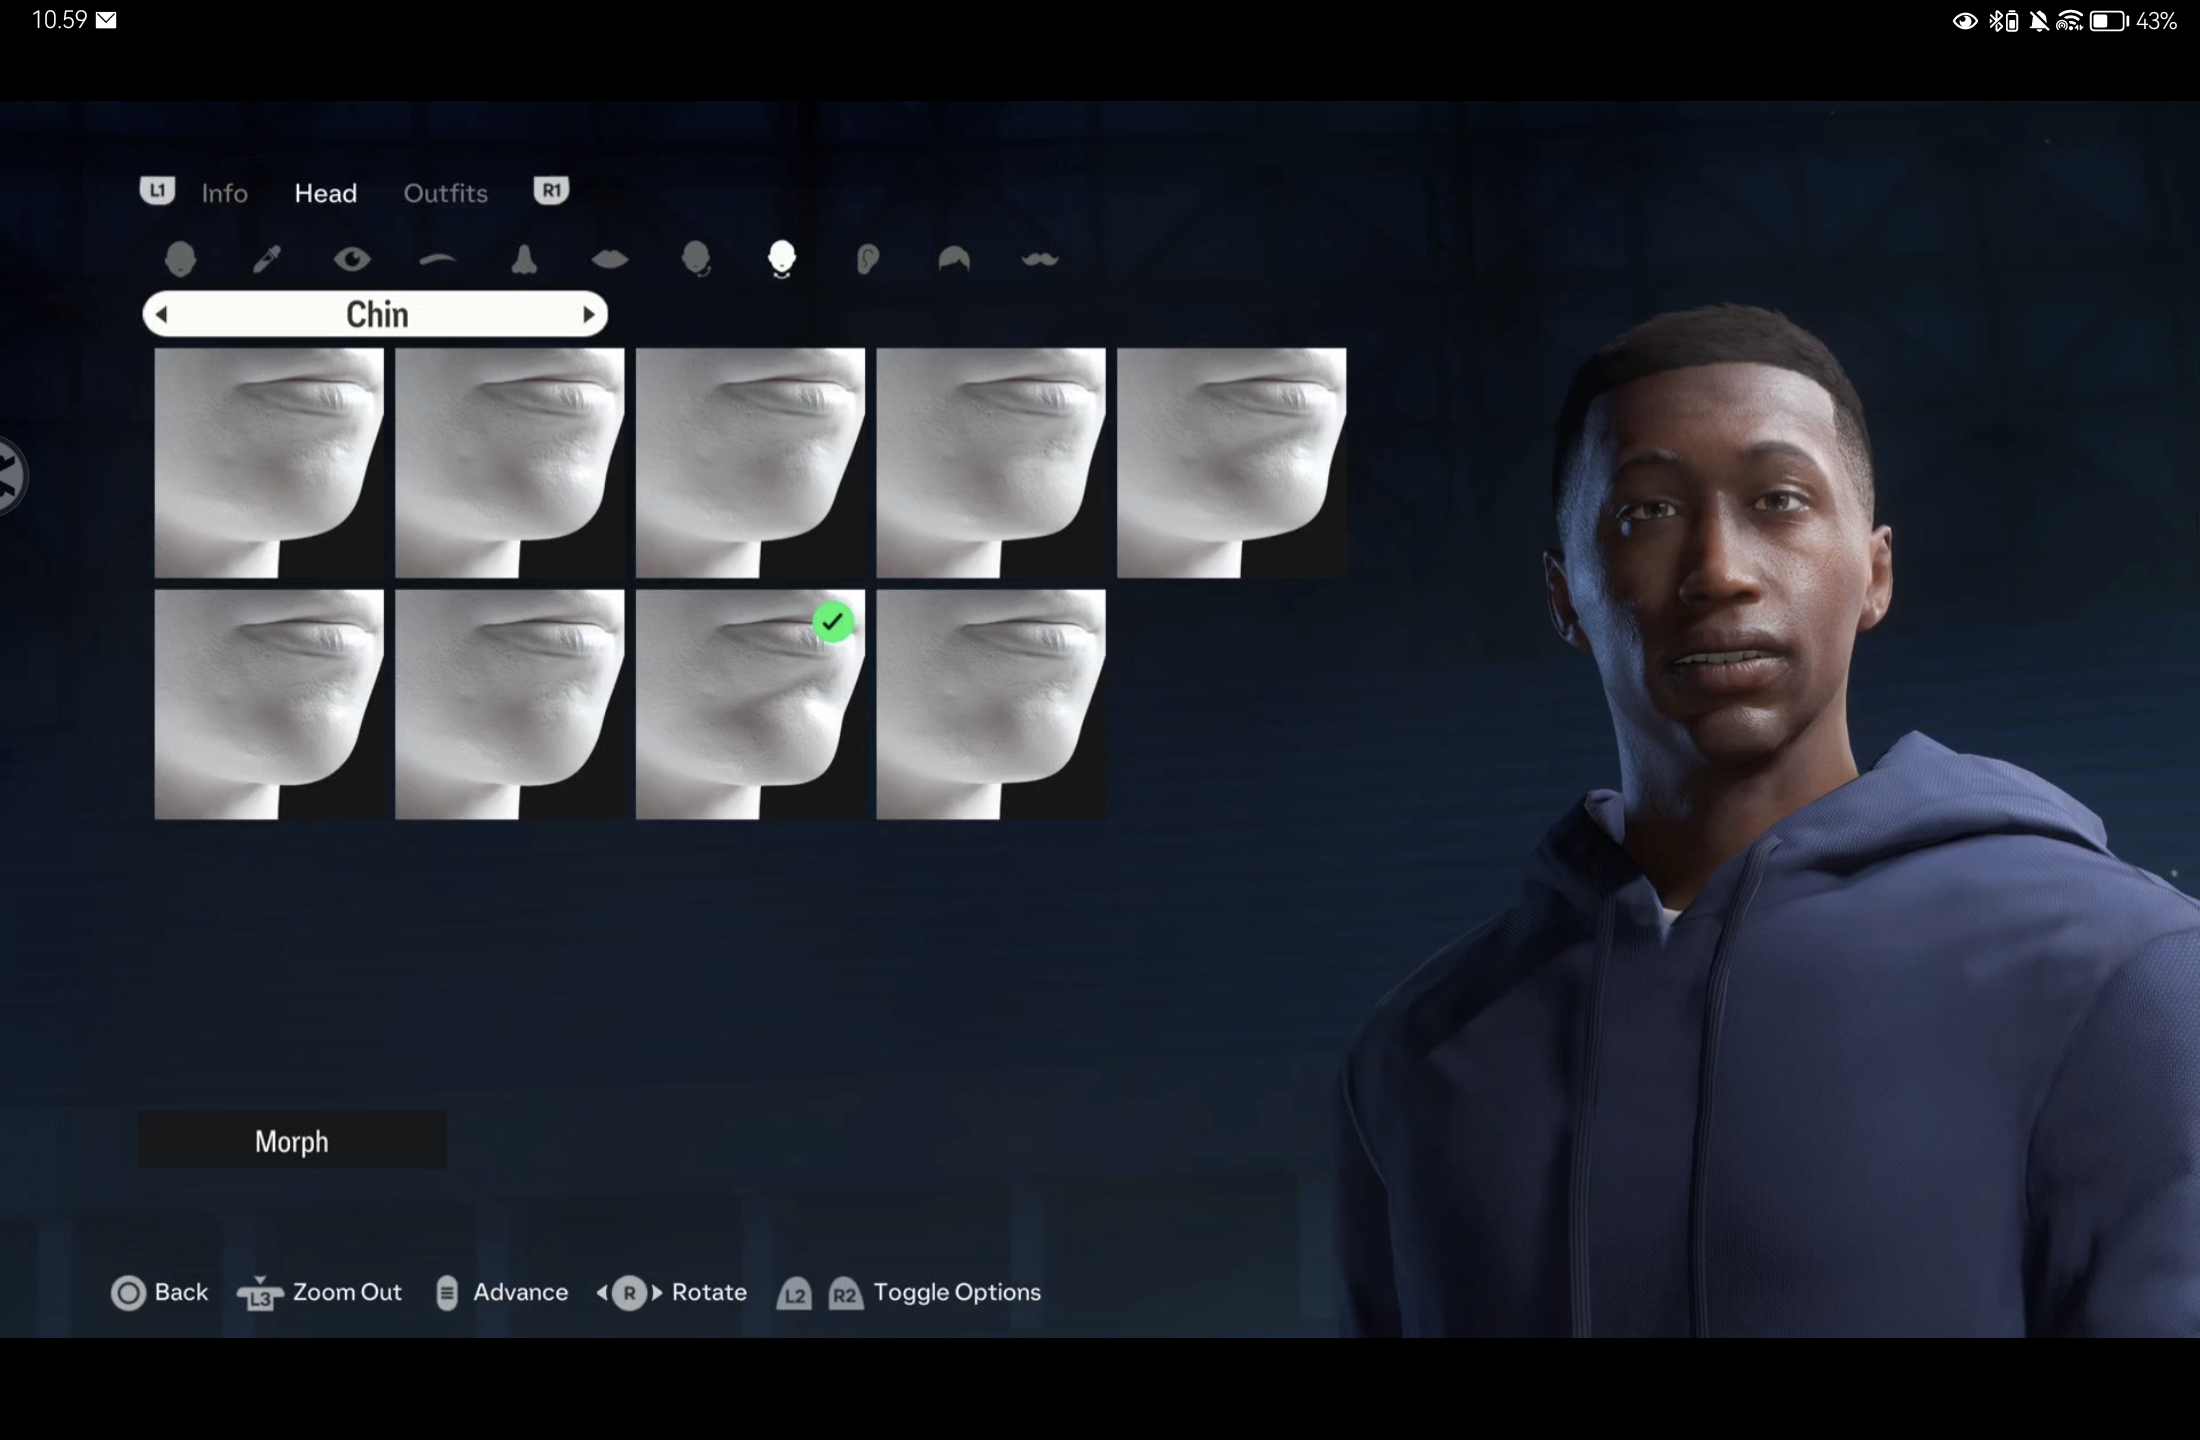 10.59
43%
L1 Info Head Outfits R1
Chin
Morph
Back L3 Zoom Out Advance R Rotate L2 R2 Toggle Options